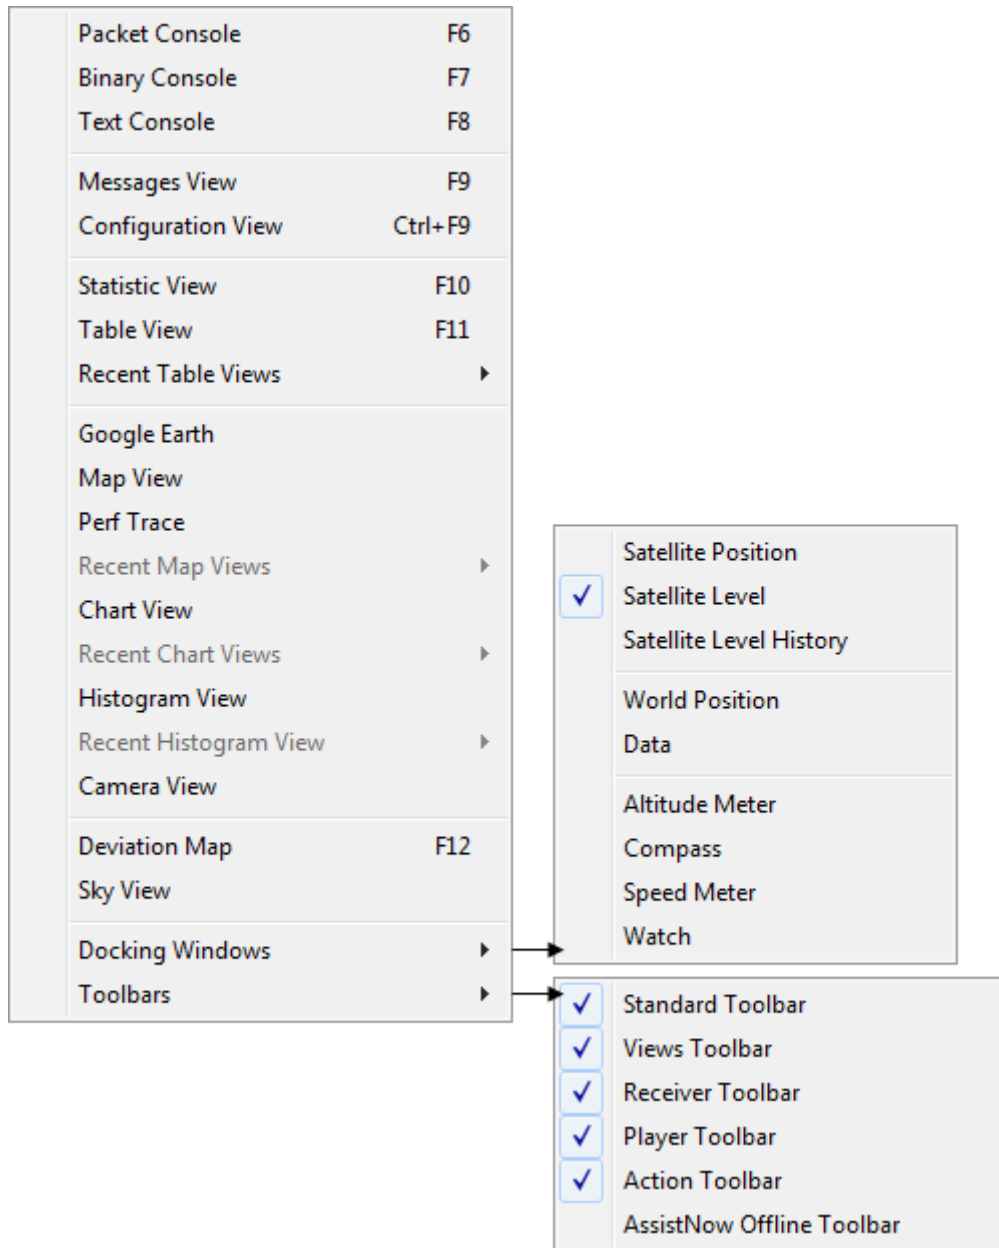 Packet Console F6
Binary Console F7
Text Console F8
Messages View F9
Configuration View Ctrl+F9
Statistic View F10
Table View F11
Recent Table Views
Google Earth
Map View
Perf Trace
Recent Map Views
Chart View
Recent Chart Views
Histogram View
Recent Histogram View
Camera View
Deviation Map F12
Sky View
Docking Windows
Toolbars
Satellite Position
Satellite Level
Satellite Level History
World Position
Data
Altitude Meter
Compass
Speed Meter
Watch
Standard Toolbar
Views Toolbar
Receiver Toolbar
Player Toolbar
Action Toolbar
AssistNow Offline Toolbar